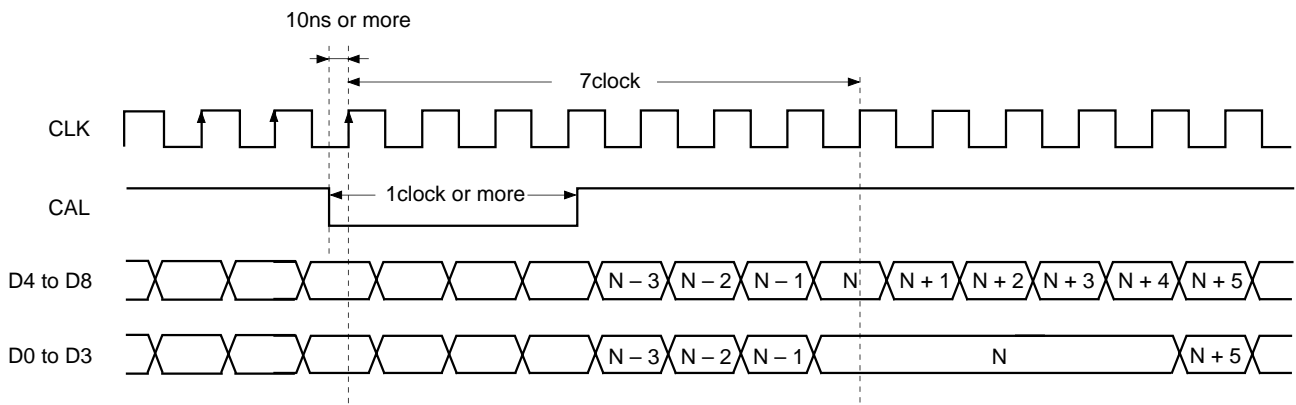 10ns or more
7clock
CLK
1clock or more
CAL
D4 to D8 N – 3 N – 2 N – 1 N N + 1 N + 2 N + 3 N + 4 N + 5
D0 to D3 N – 3 N – 2 N – 1 N N + 5